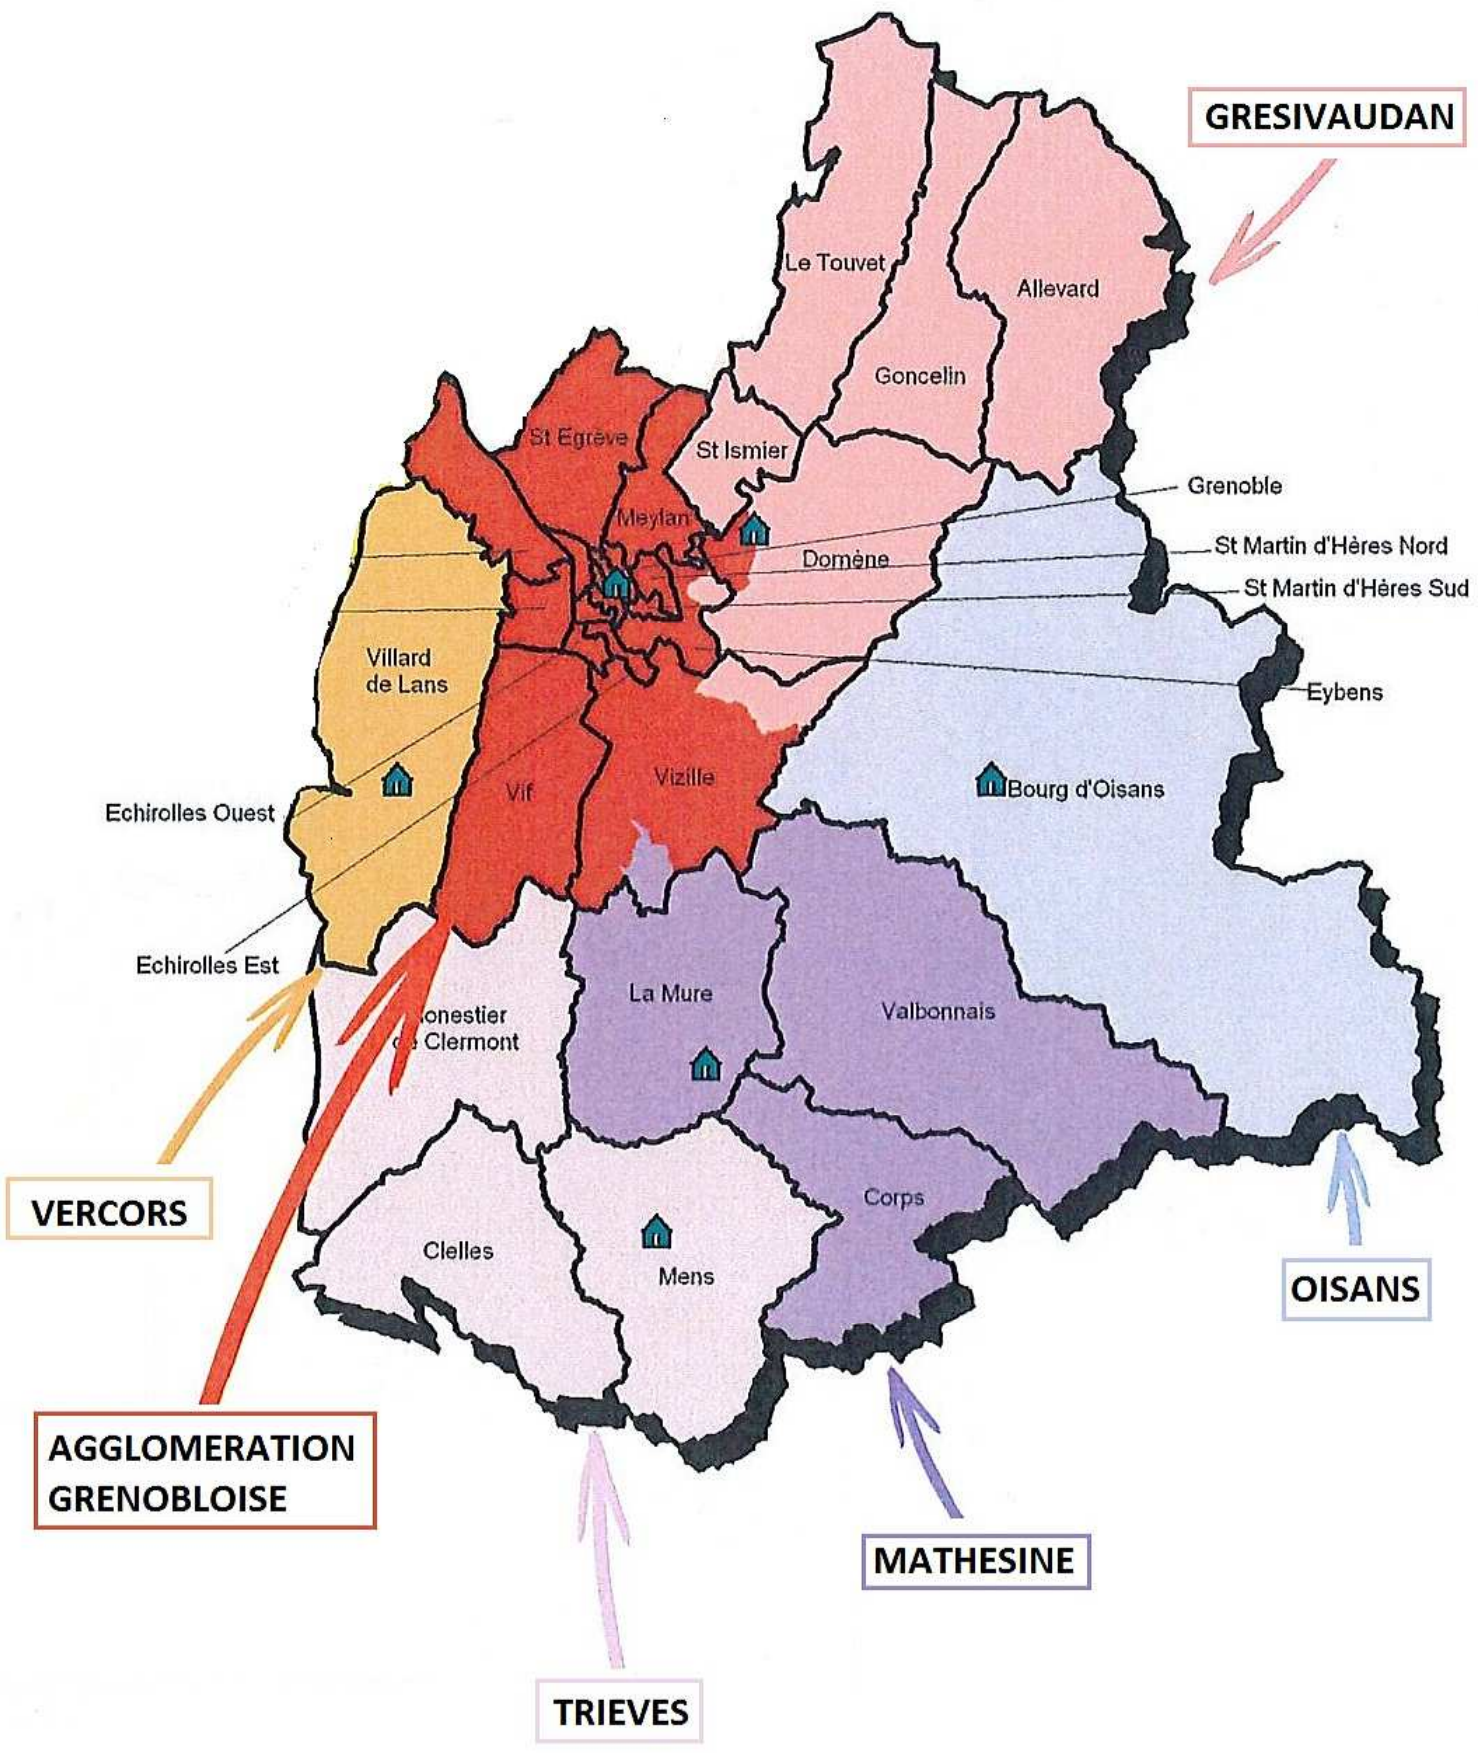 GRESIVAUDAN
Le Touvet
Allevard
Goncelin
St Egrève
St Ismier
Grenoble
Meylan
St Martin d'Hères Nord
Domène
St Martin d'Hères Sud
Villard
de Lans
Eybens
Vizille
Vif
Bourg d'Oisans
Echirolles Ouest
Echirolles Est
La Mure
Valbonnais
onestier
de Clermont
VERCORS
Corps
Clelles
Mens
OISANS
AGGLOMERATION
GRENOBLOISE
MATHESINE
TRIEVES